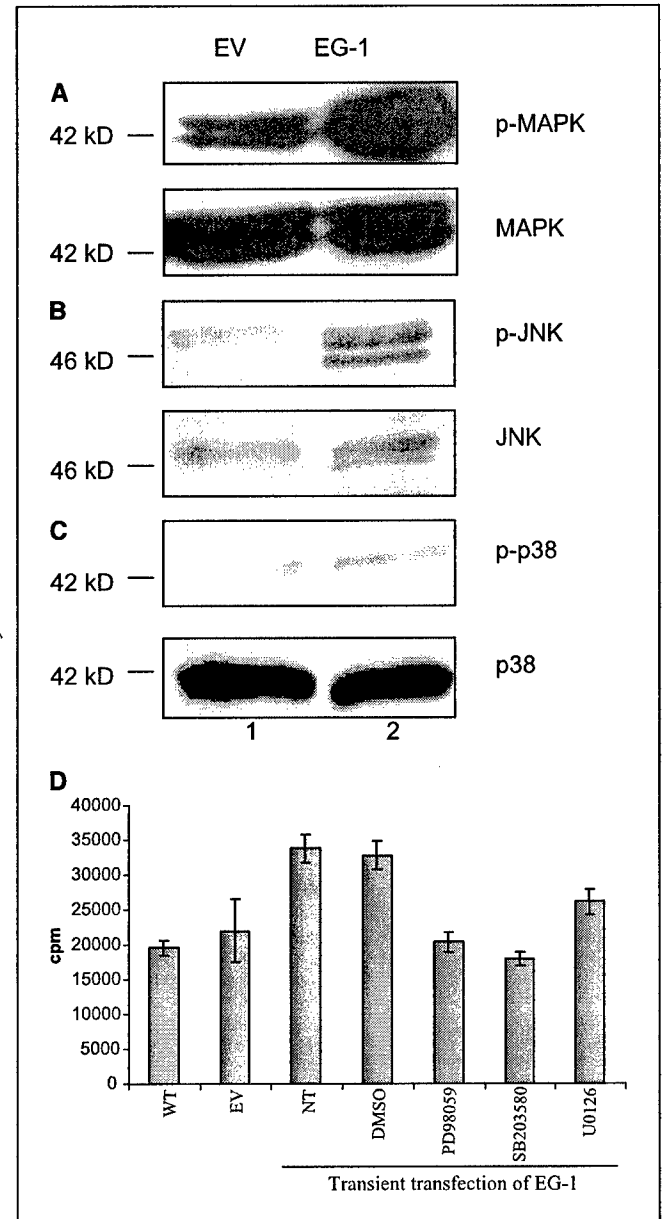 EV EG-1
A
42 kD p-MAPK
42 kD MAPK
B
46 kD p-JNK
46 kD JNK
C
42 kD p-p38
42 kD p38
1 2
D
40000
35000
30000
25000
20000
15000
10000
5000
0
cpm
WT EV NT DMSO PD98059 SB203580 U0126
Transient transfection of EG-1